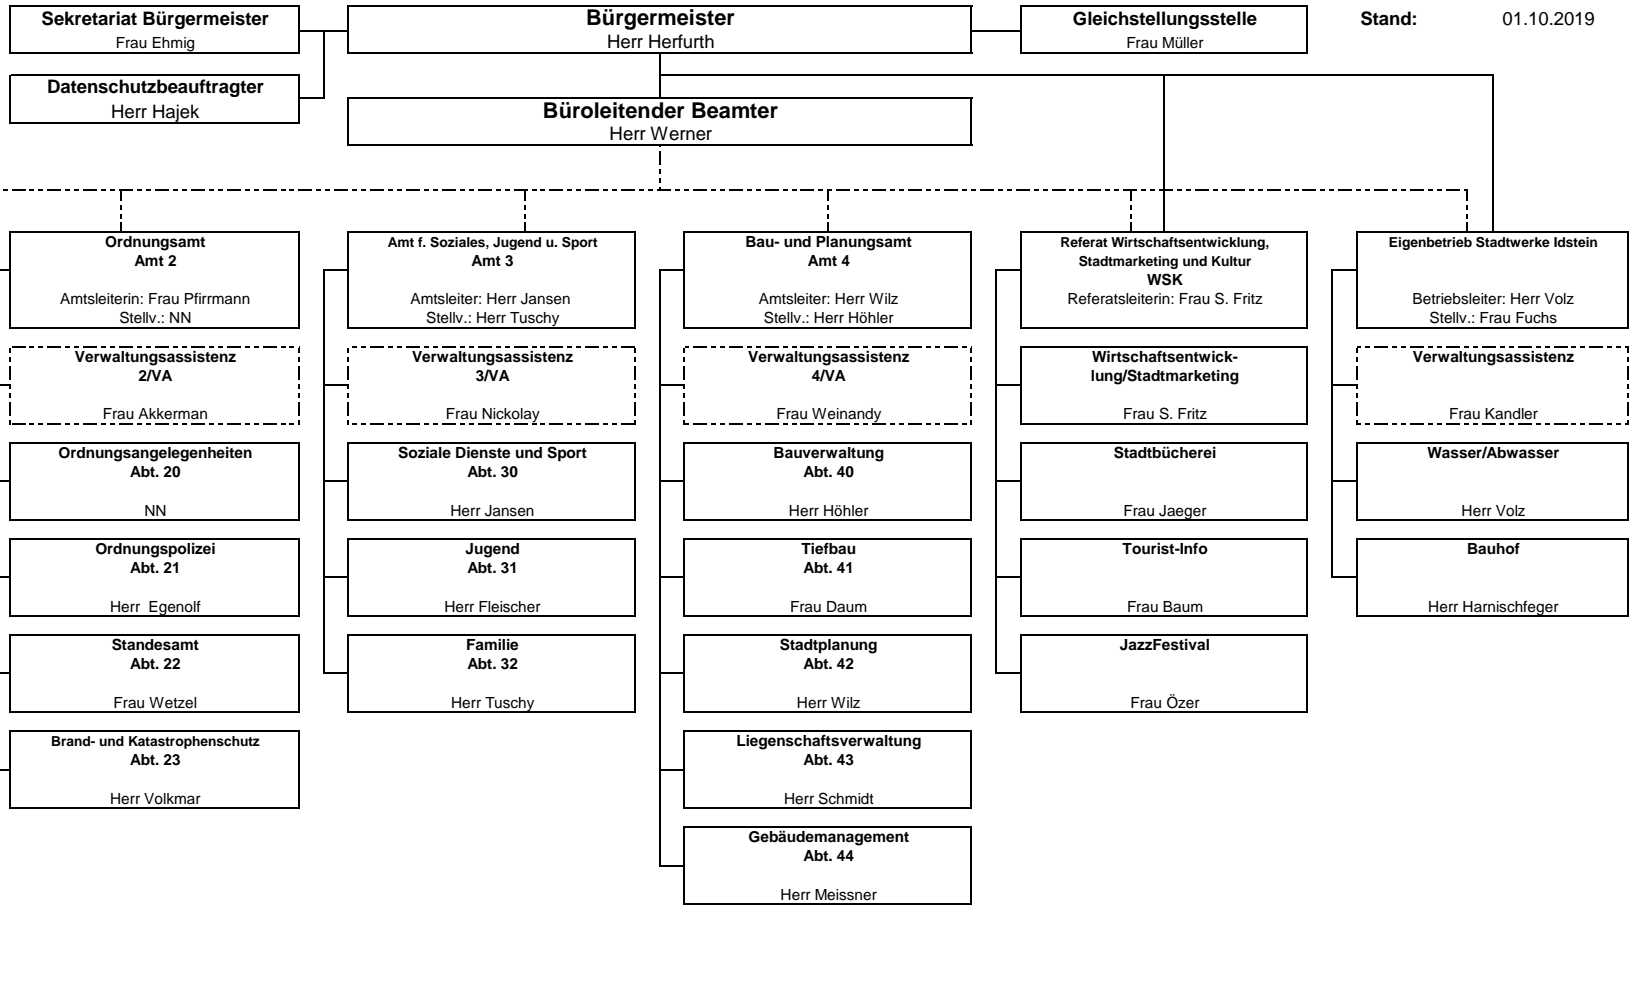 Sekretariat Bürgermeister
Frau Ehmig
Bürgermeister
Herr Herfurth
Gleichstellungsstelle
Frau Müller
Stand: 01.10.2019
Datenschutzbeauftragter
Herr Hajek
Büroleitender Beamter
Herr Werner
Ordnungsamt
Amt 2
Amtsleiterin: Frau Pfirrmann
Stellv.: NN
Verwaltungsassistenz
2/VA
Frau Akkerman
Ordnungsangelegenheiten
Abt. 20
NN
Ordnungspolizei
Abt. 21
Herr Egenolf
Standesamt
Abt. 22
Frau Wetzel
Brand- und Katastrophenschutz
Abt. 23
Herr Volkmar
Amt f. Soziales, Jugend u. Sport
Amt 3
Amtsleiter: Herr Jansen
Stellv.: Herr Tuschy
Verwaltungsassistenz
3/VA
Frau Nickolay
Soziale Dienste und Sport
Abt. 30
Herr Jansen
Jugend
Abt. 31
Herr Fleischer
Familie
Abt. 32
Herr Tuschy
Bau- und Planungsamt
Amt 4
Amtsleiter: Herr Wilz
Stellv.: Herr Höhler
Verwaltungsassistenz
4/VA
Frau Weinandy
Bauverwaltung
Abt. 40
Herr Höhler
Tiefbau
Abt. 41
Frau Daum
Stadtplanung
Abt. 42
Herr Wilz
Liegenschaftsverwaltung
Abt. 43
Herr Schmidt
Gebäudemanagement
Abt. 44
Herr Meissner
Referat Wirtschaftsentwicklung,
Stadtmarketing und Kultur
WSK
Referatsleiterin: Frau S. Fritz
Wirtschaftsentwick-
lung/Stadtmarketing
Frau S. Fritz
Stadtbücherei
Frau Jaeger
Tourist-Info
Frau Baum
JazzFestival
Frau Özer
Eigenbetrieb Stadtwerke Idstein
Betriebsleiter: Herr Volz
Stellv.: Frau Fuchs
Verwaltungsassistenz
Frau Kandler
Wasser/Abwasser
Herr Volz
Bauhof
Herr Harnischfeger